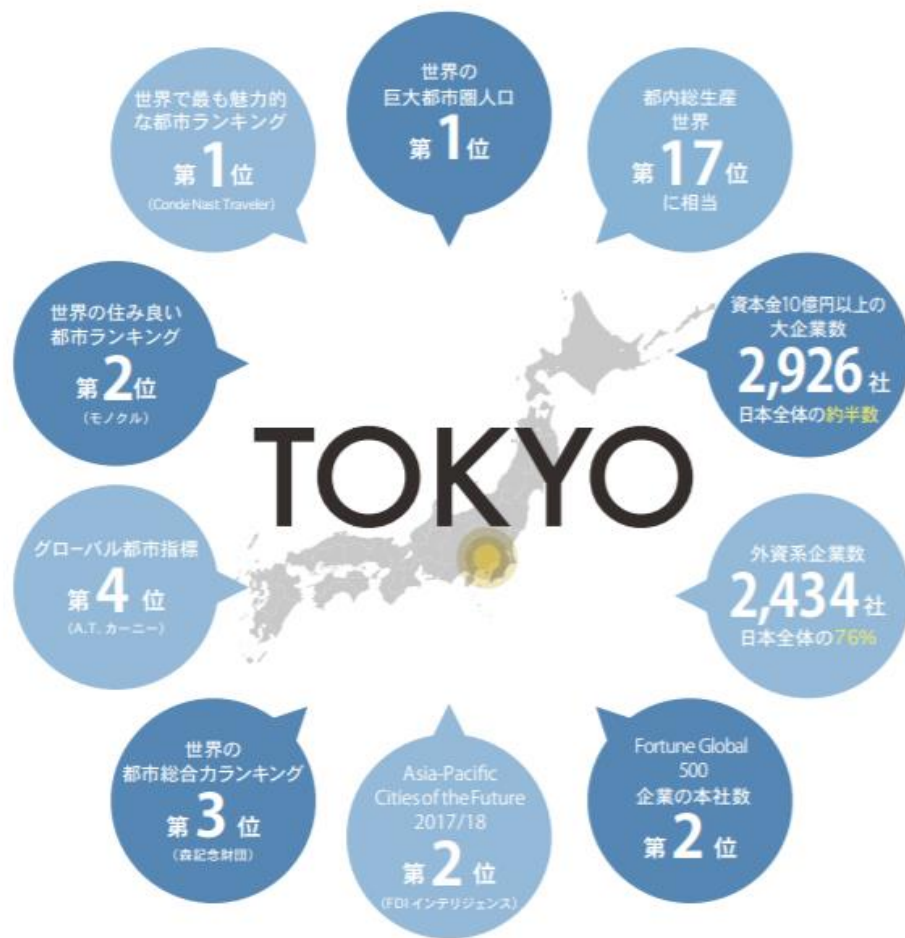 世界の
巨大都市圏人口
第1位
都内総生産
世界
第17位
に相当
資本金10億円以上の
大企業数
2,926社
日本全体の約半数
外資系企業数
2,434社
日本全体の76%
Fortune Global
500
企業の本社数
第2位
Asia-Pacific
Cities of the Future
2017/18
第2位
(FDIインテリジェンス)
世界の
都市総合力ランキング
第3位
(森記念財団)
グローバル都市指標
第4位
(A.T. カーニー)
世界の住み良い
都市ランキング
第2位
(モノクル)
世界で最も魅力的
な都市ランキング
第1位
(Conde Nast Traveler)
TOKYO